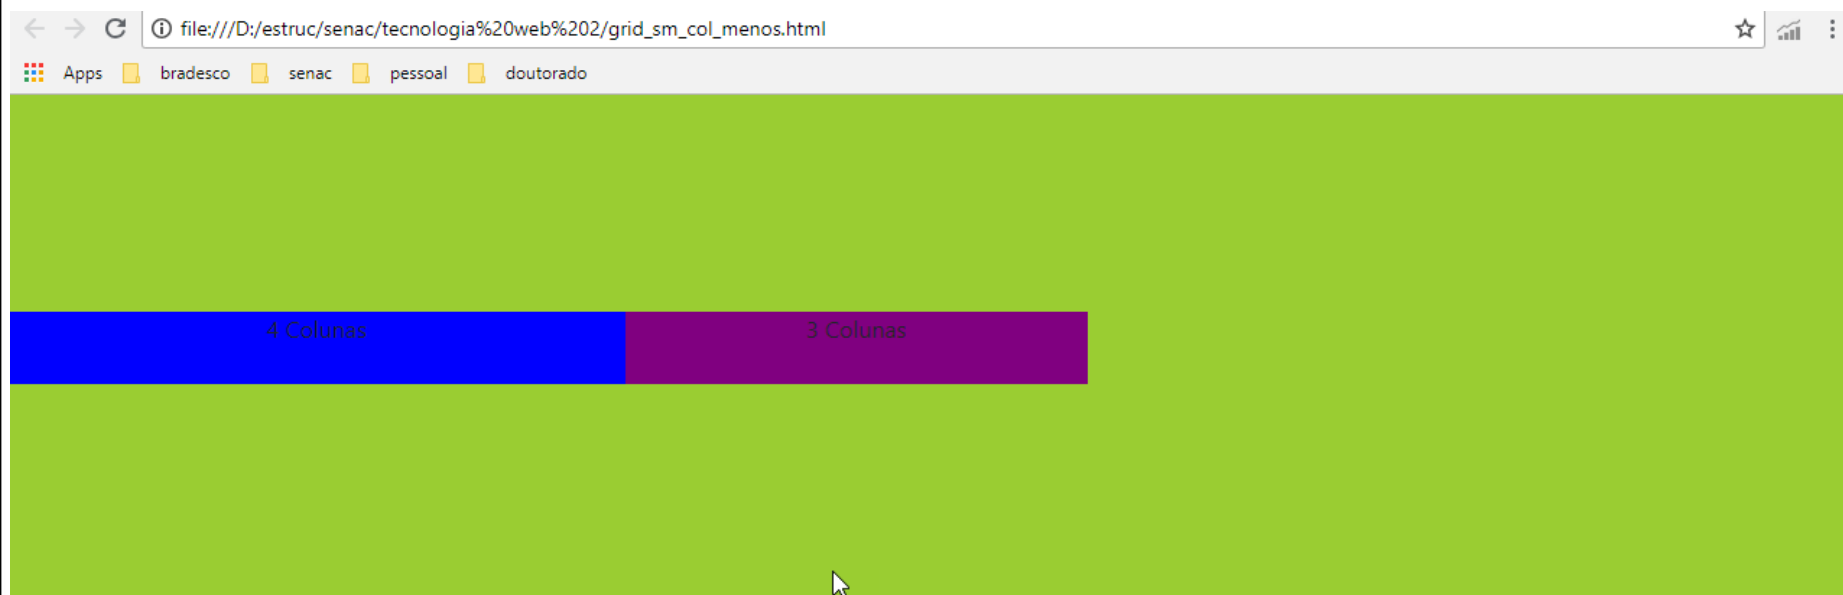 file:///D:/estruc/senac/tecnologia%20web%202/grid_sm_col_menos.html
Apps bradesco senac pessoal doutorado
4 Colunas 3 Colunas